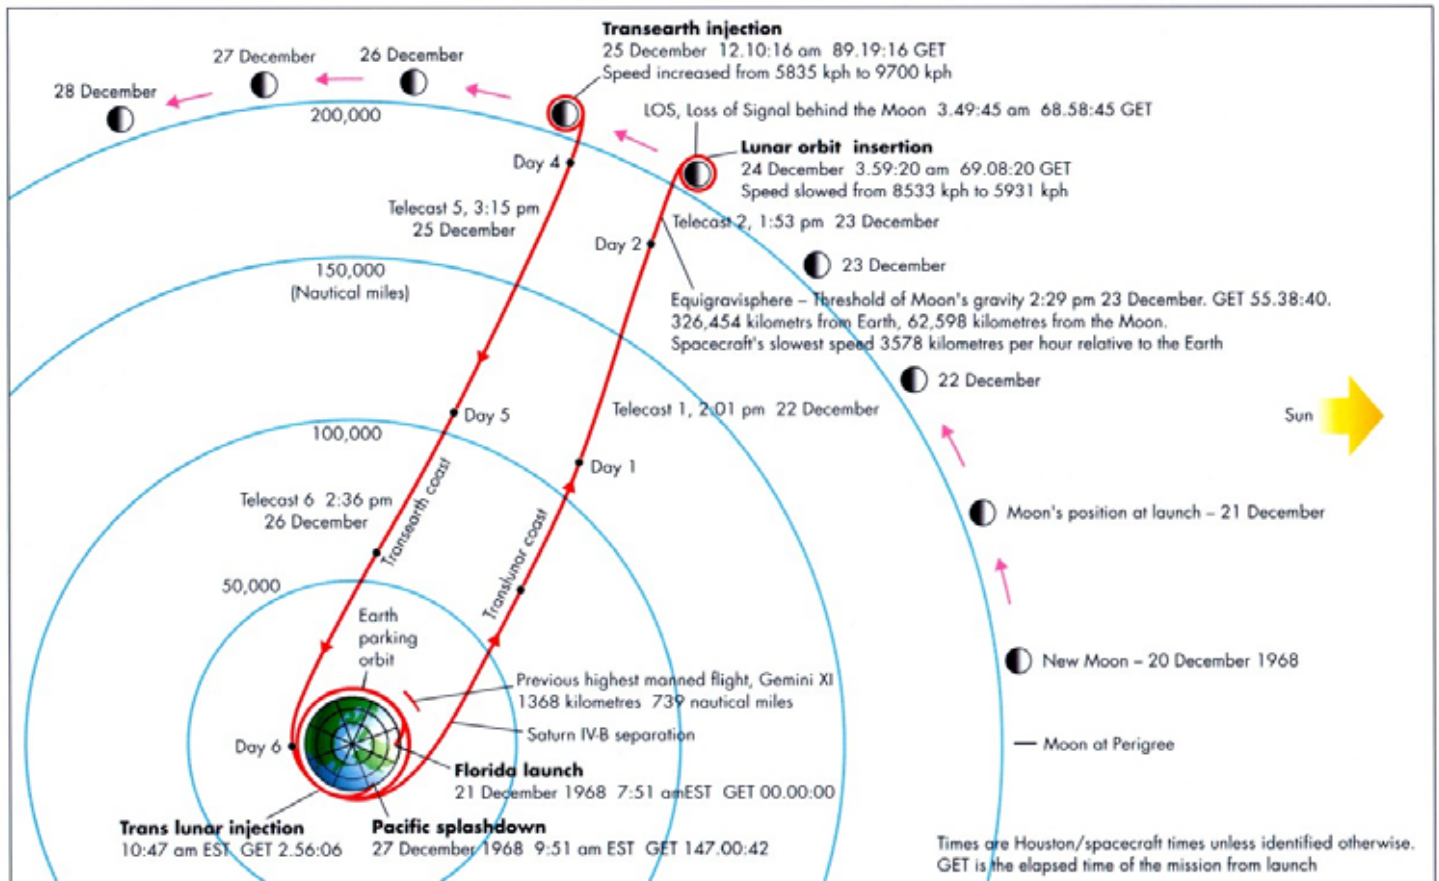 Transearth injection
25 December 12.10:16 am 89.19:16 GET
Speed increased from 5835 kph to 9700 kph
27 December
26 December
28 December
200,000
LOS, Loss of Signal behind the Moon 3.49:45 am 68.58:45 GET
Lunar orbit insertion
24 December 3.59:20 am 69.08:20 GET
Speed slowed from 8533 kph to 5931 kph
Day 4
Telecast 5, 3:15 pm
25 December
Telecast 2, 1:53 pm 23 December
Day 2
23 December
150,000
(Nautical miles)
Equigravisphere – Threshold of Moon's gravity 2:29 pm 23 December. GET 55.38:40.
326,454 kilometrs from Earth, 62,598 kilometres from the Moon.
Spacecraft's slowest speed 3578 kilometres per hour relative to the Earth
22 December
Sun
Telecast 1, 2:01 pm 22 December
Day 5
100,000
Day 1
Telecast 6 2:36 pm
26 December
Transearth coast
Translunar coast
Moon's position at launch – 21 December
50,000
Earth
parking
orbit
New Moon – 20 December 1968
Previous highest manned flight, Gemini XI
1368 kilometres 739 nautical miles
Saturn IV-B separation
Day 6
Moon at Perigree
Florida launch
21 December 1968 7:51 amEST GET 00.00:00
Trans lunar injection
10:47 am EST GET 2.56:06
Pacific splashdown
27 December 1968 9:51 am EST GET 147.00:42
Times are Houston/spacecraft times unless identified otherwise.
GET is the elapsed time of the mission from launch